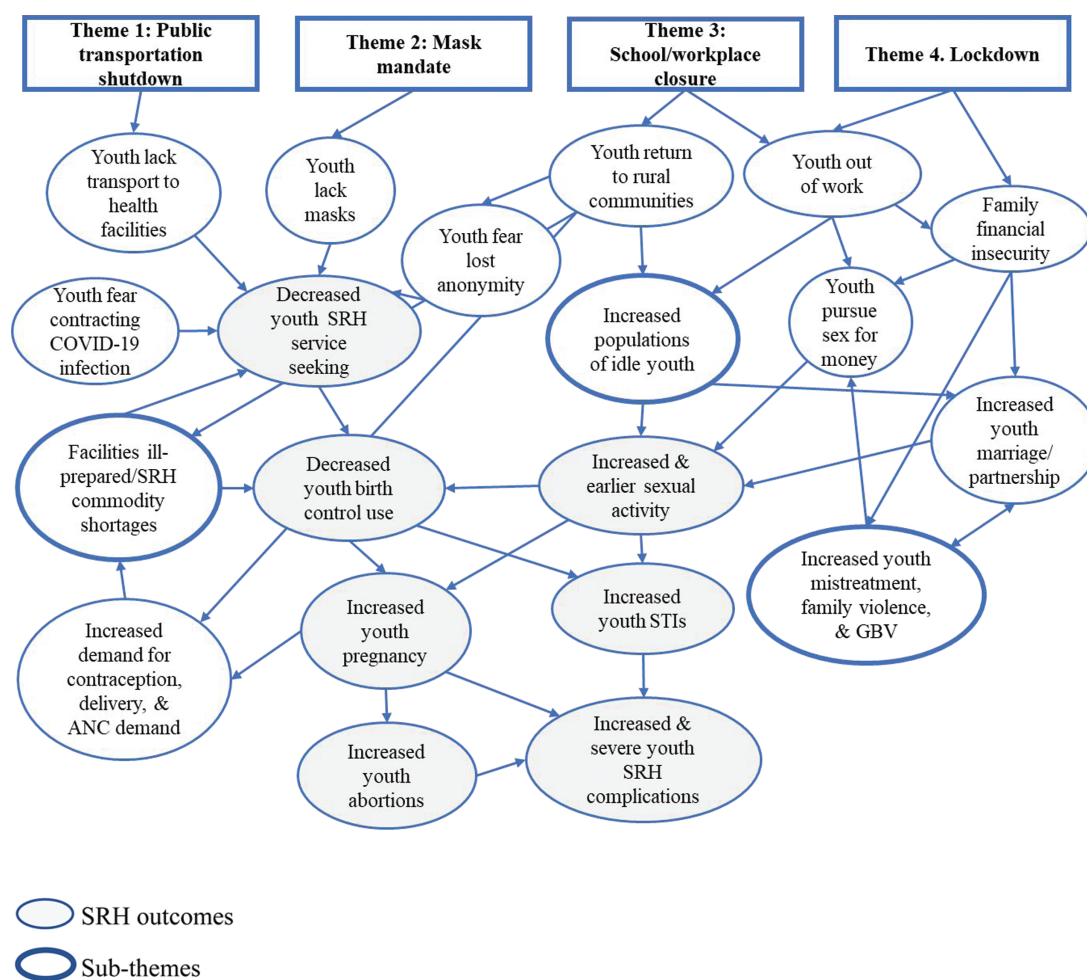 Theme 1: Public
transportation
shutdown
Theme 2: Mask
mandate
Theme 3:
School/workplace
closure
Theme 4. Lockdown
Youth lack
transport to
health
facilities
Youth
lack
masks
Youth return
to rural
communities
Youth out
of work
Youth fear
lost
anonymity
Family
financial
insecurity
Youth fear
contracting
COVID-19
infection
Decreased
youth SRH
service
seeking
Increased
populations
of idle youth
Youth
pursue
sex for
money
Facilities ill-
prepared/SRH
commodity
shortages
Decreased
youth birth
control use
Increased &
earlier sexual
activity
Increased
youth
marriage/
partnership
Increased youth
mistreatment,
family violence,
& GBV
Increased
demand for
contraception,
delivery, &
ANC demand
Increased
youth
pregnancy
Increased
youth STIs
Increased
youth
abortions
Increased &
severe youth
SRH
complications
SRH outcomes
Sub-themes